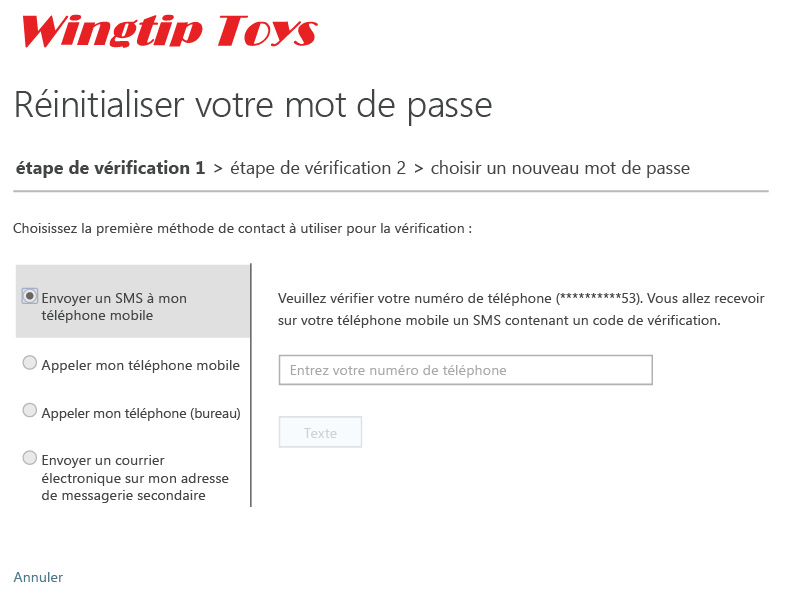 Wingtip Toys
Réinitialiser votre mot de passe
étape de vérification 1 > étape de vérification 2 > choisir un nouveau mot de passe
Choisissez la première méthode de contact à utiliser pour la vérification :
Envoyer un SMS à mon
téléphone mobile
Appeler mon téléphone mobile
Appeler mon téléphone (bureau)
Envoyer un courrier
électronique sur mon adresse
de messagerie secondaire
Veuillez vérifier votre numéro de téléphone (**********53). Vous allez recevoir
sur votre téléphone mobile un SMS contenant un code de vérification.
Entrez votre numéro de téléphone
Texte
Annuler